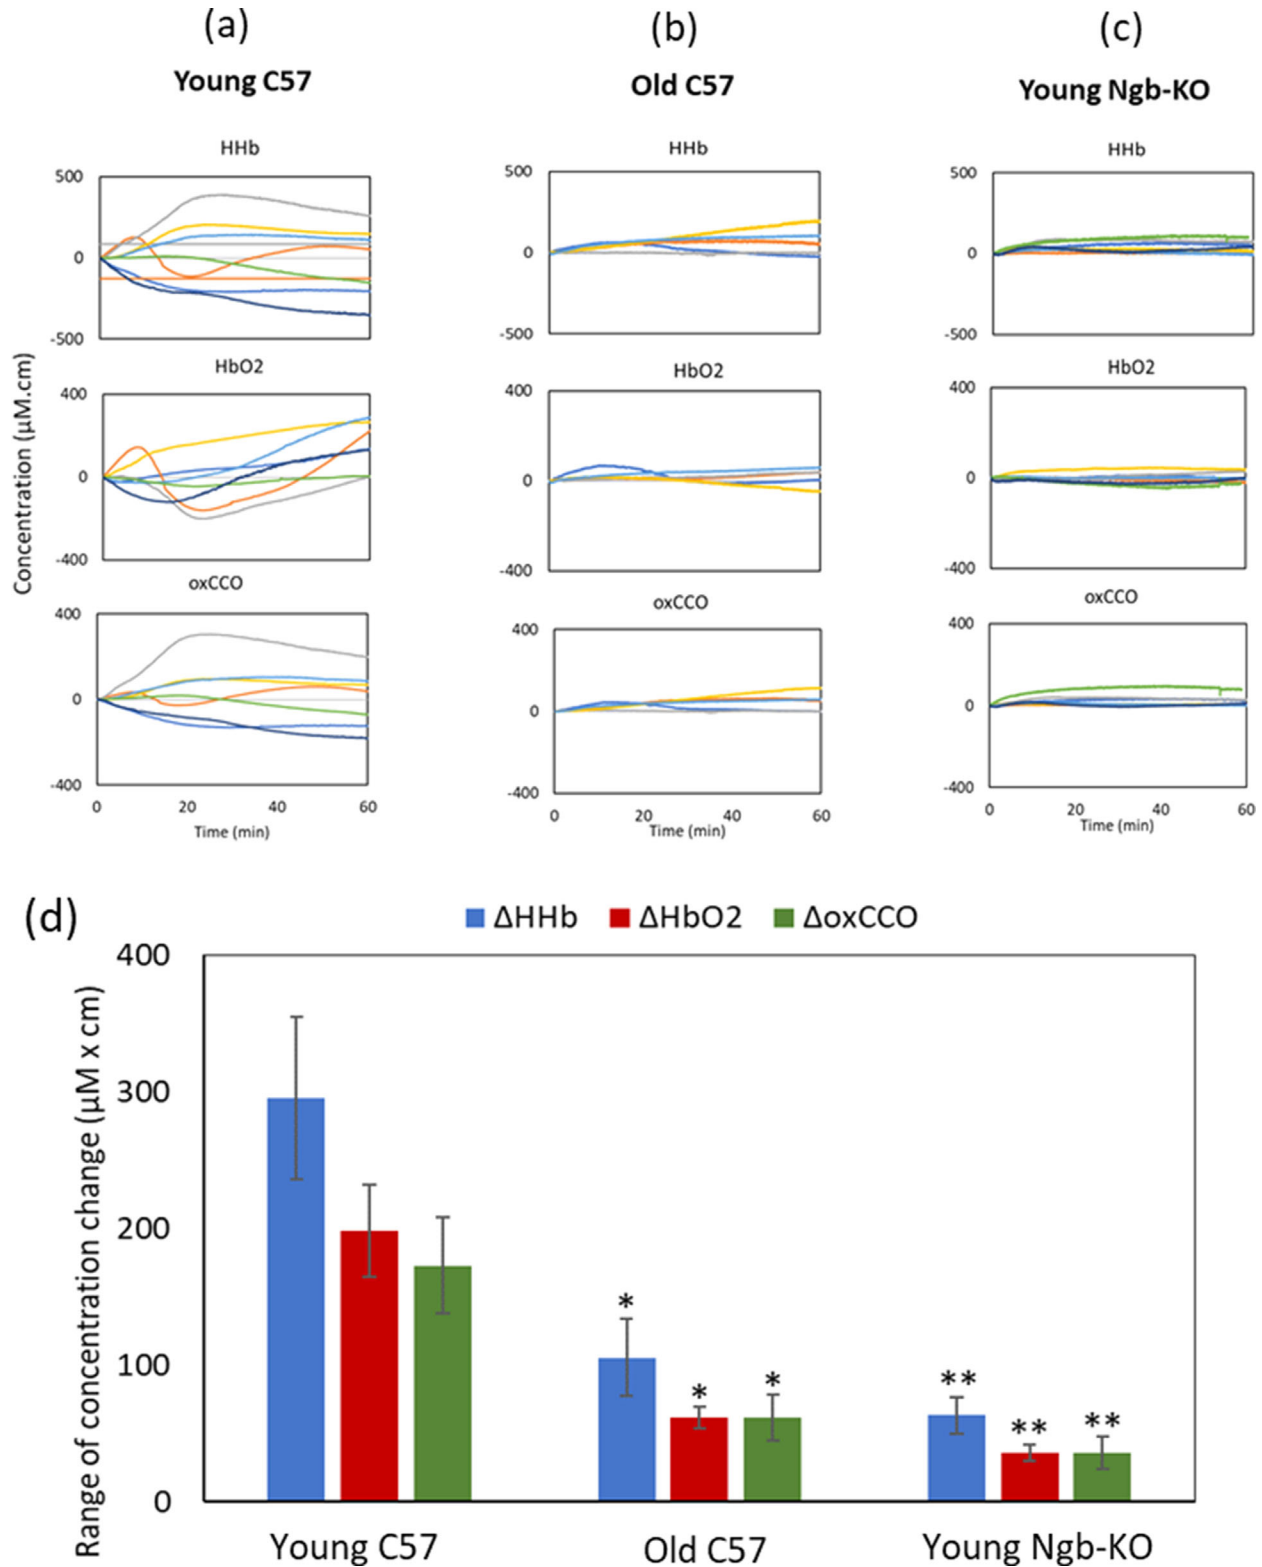 (a) (b) (c)
Young C57 Old C57 Young Ngb-KO
HHb HHb HHb
500 500 500
0 0 0
-500 -500 -500
HbO2 HbO2 HbO2
400 400 400
0 0 0
-400 -400 -400
oxCCO oxCCO oxCCO
400 400 400
0 0 0
-400 -400 -400
0 20 40 60 0 20 40 60 0 20 40 60
Time (min) Time (min) Time (min)
Concentration (µM.cm)
(d)
ΔHHb ΔHbO2 ΔoxCCO
400
300
200
100
0
Range of concentration change (µM x cm)
* * * ** ** **
Young C57 Old C57 Young Ngb-KO